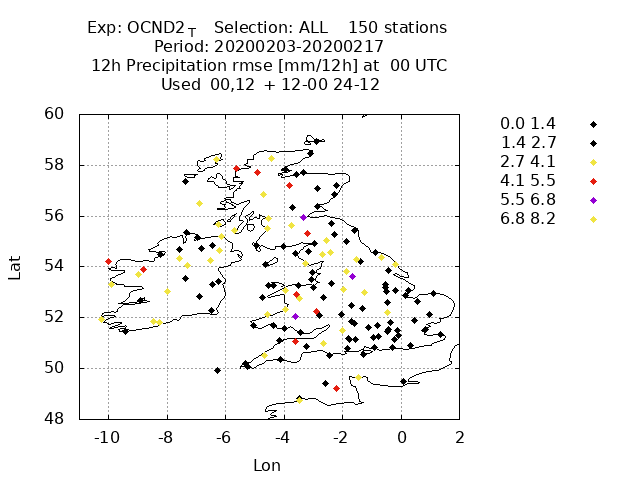 Exp: OCND2 T Selection: ALL 150 stations
Period: 20200203-20200217
12h Precipitation rmse [mm/12h] at 00 UTC
Used 00,12 + 12-00 24-12
60
58
56
54
52
50
48
Lat
-10 -8 -6 -4 -2 0 2
Lon
0.0 1.4
1.4 2.7
2.7 4.1
4.1 5.5
5.5 6.8
6.8 8.2